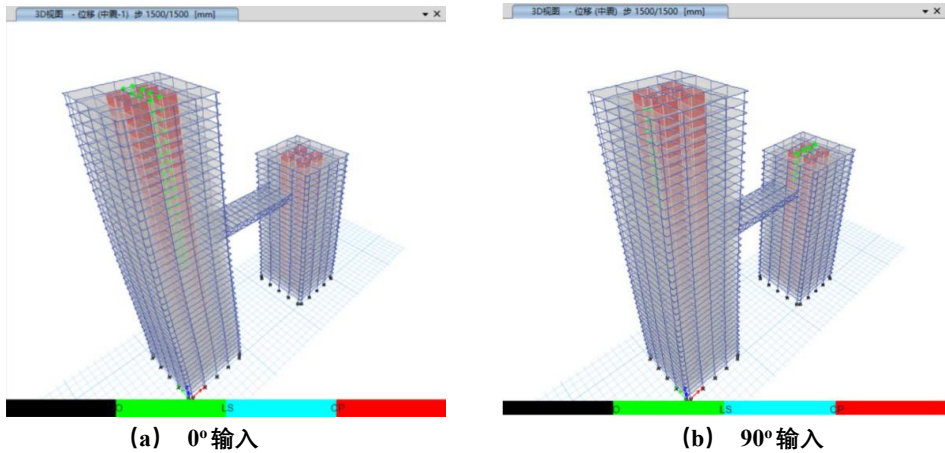 3D视图 - 位移 (中震-1) 步 1500/1500 [mm]
3D视图 - 位移 (中震) 步 1500/1500 [mm]
IO LS CP
IO LS CP
(a) 0° 输入
(b) 90° 输入